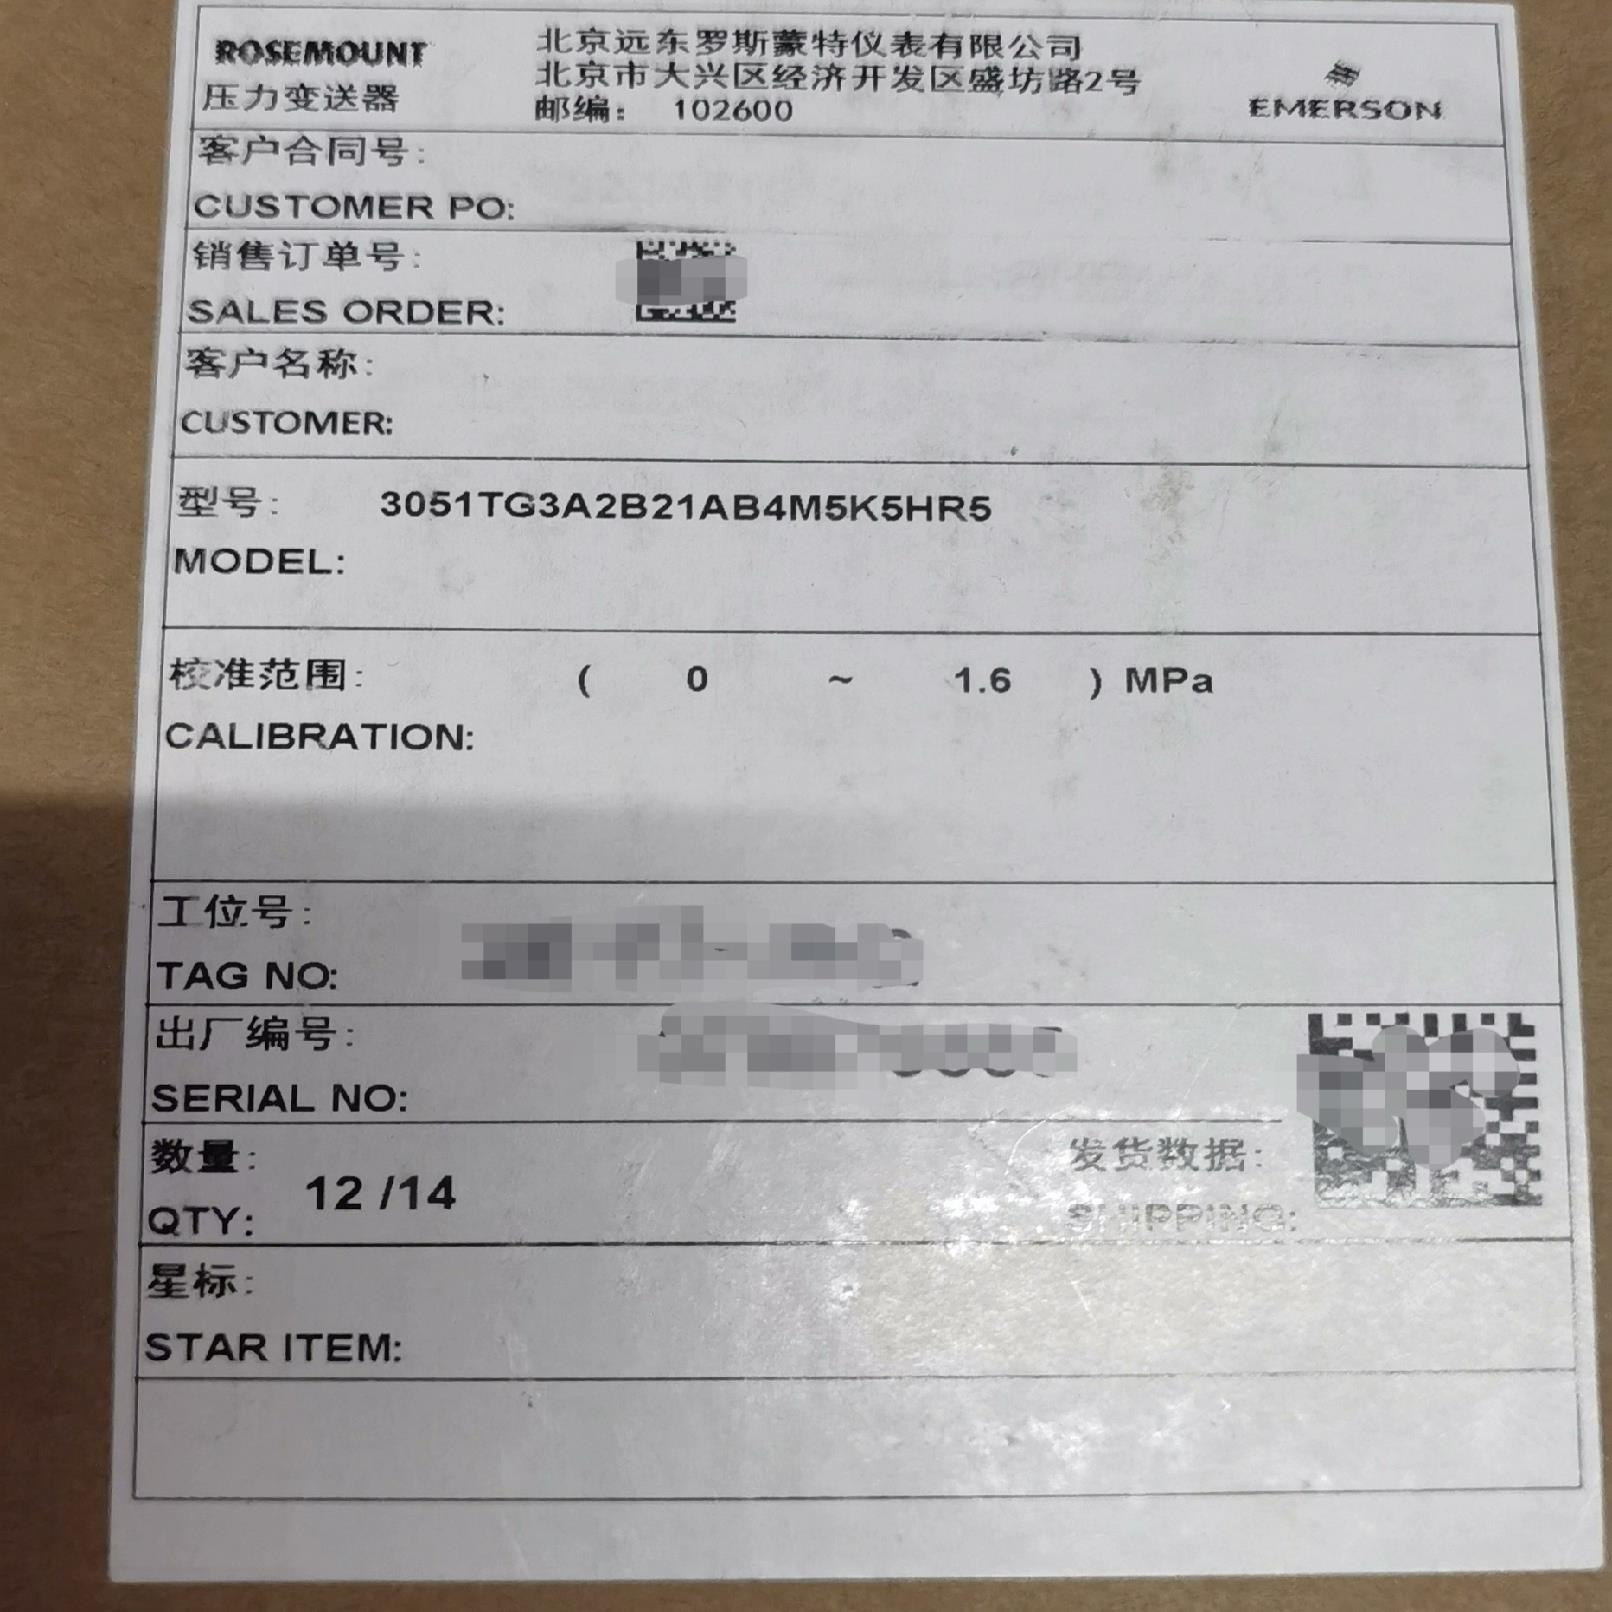 ROSEMOUNT
压力变送器
北京远东罗斯蒙特仪表有限公司
北京市大兴区经济开发区盛坊路2号
邮编： 102600
EMERSON
客户合同号:
CUSTOMER PO:
销售订单号:
SALES ORDER:
客户名称:
CUSTOMER:
型号: 3051TG3A2B21AB4M5K5HR5
MODEL:
校准范围: ( 0 ~ 1.6 ) MPa
CALIBRATION:
工位号:
TAG NO:
出厂编号:
SERIAL NO:
数量: 12 /14
QTY:
发货数据:
SHIPPING:
星标:
STAR ITEM: